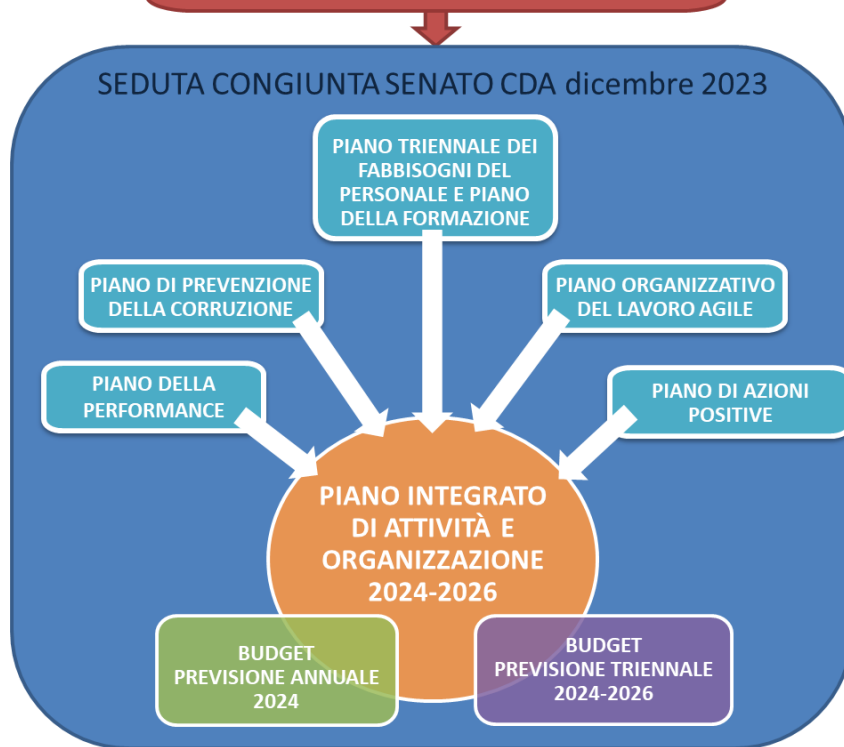 SEDUTA CONGIUNTA SENATO CDA dicembre 2023
PIANO TRIENNALE DEI
FABBISOGNI DEL
PERSONALE E PIANO
DELLA FORMAZIONE
PIANO DI PREVENZIONE
DELLA CORRUZIONE
PIANO ORGANIZZATIVO
DEL LAVORO AGILE
PIANO DELLA
PERFORMANCE
PIANO DI AZIONI
POSITIVE
PIANO INTEGRATO
DI ATTIVITÀ E
ORGANIZZAZIONE
2024-2026
BUDGET
PREVISIONE ANNUALE
2024
BUDGET
PREVISIONE TRIENNALE
2024-2026